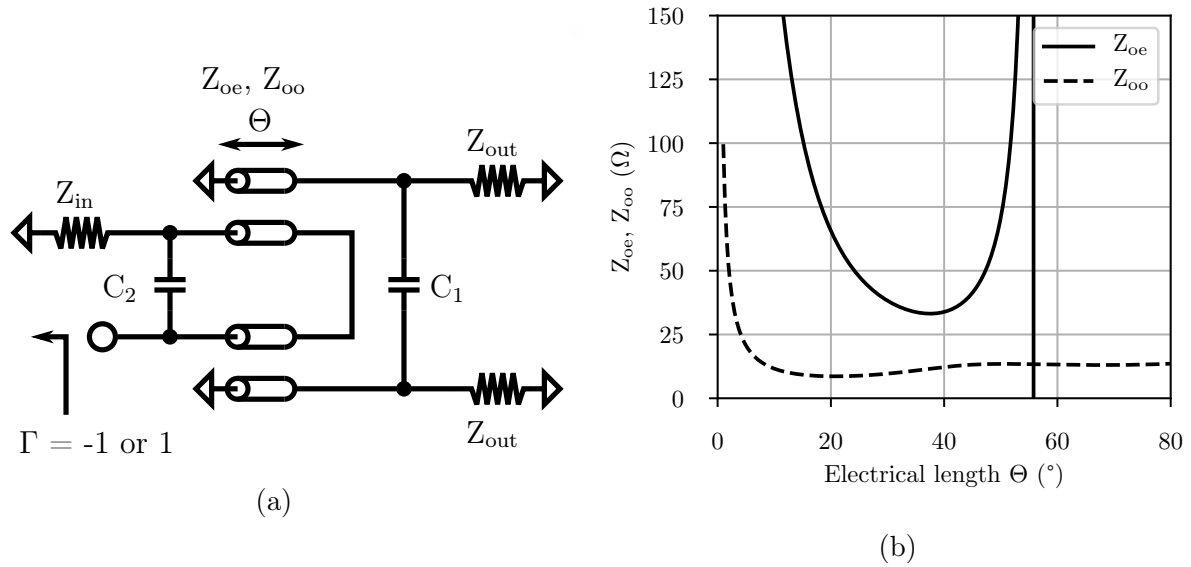 Z_oe, Z_oo
Θ
Z_out
Z_in
C_2
C_1
Z_out
Γ = -1 or 1
(a)
Z_oe, Z_oo (Ω)
150
125
100
75
50
25
0
Z_oe
Z_oo
0 20 40 60 80
Electrical length Θ (°)
(b)